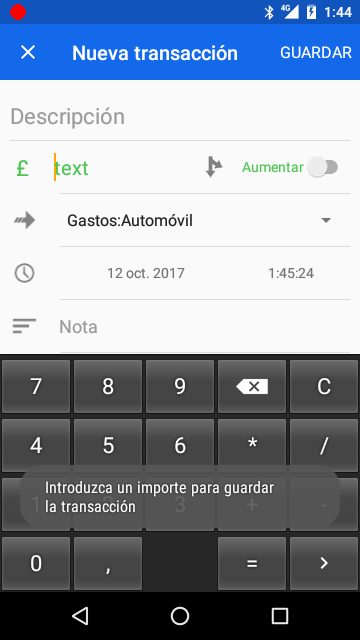 4G 1:44
Nueva transacción GUARDAR
Descripción
£ text Aumentar
Gastos:Automóvil
12 oct. 2017 1:45:24
Nota
7 8 9 C
4 5 6 * /
1 2 3 + -
Introduzca un importe para guardar
la transacción
0 , = >